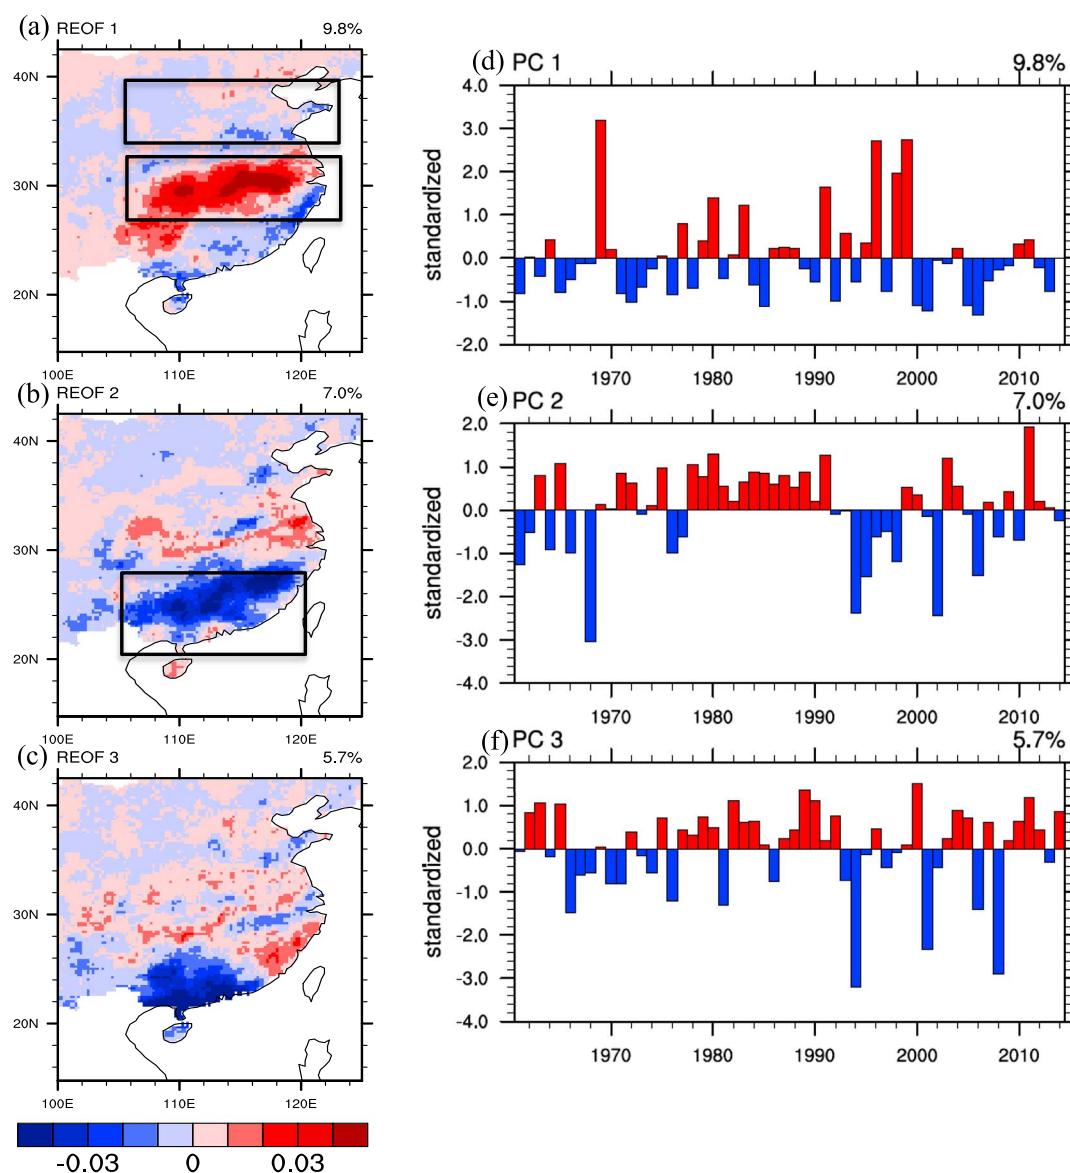 (a) REOF 1 9.8%
40N
30N
20N
100E 110E 120E
(b) REOF 2 7.0%
40N
30N
20N
100E 110E 120E
(c) REOF 3 5.7%
40N
30N
20N
100E 110E 120E
-0.03 0 0.03
(d) PC 1 9.8%
standardized
4.0
3.0
2.0
1.0
0.0
-1.0
-2.0
1970 1980 1990 2000 2010
(e) PC 2 7.0%
standardized
2.0
1.0
0.0
-1.0
-2.0
-3.0
-4.0
1970 1980 1990 2000 2010
(f) PC 3 5.7%
standardized
2.0
1.0
0.0
-1.0
-2.0
-3.0
-4.0
1970 1980 1990 2000 2010